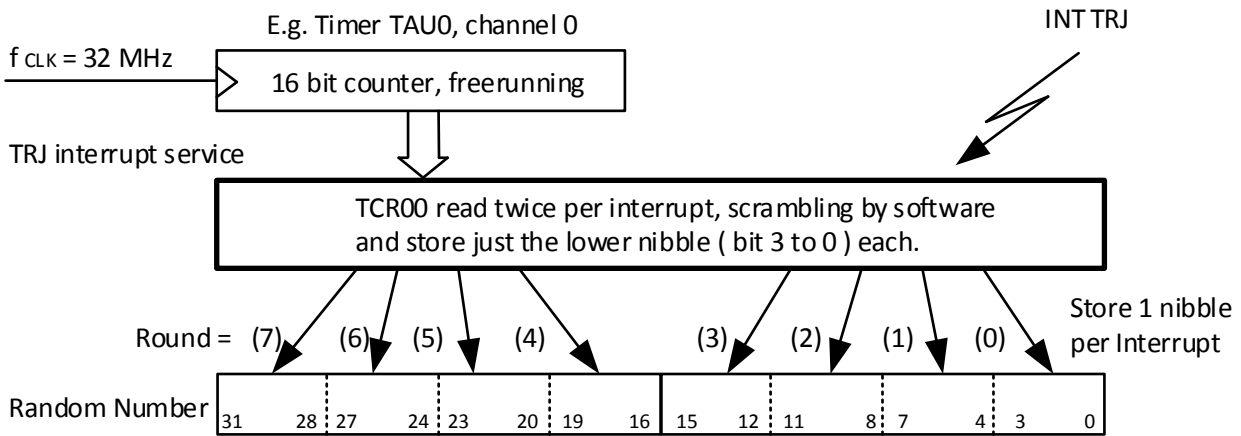 E.g. Timer TAU0, channel 0
INT TRJ
f CLK = 32 MHz
16 bit counter, freerunning
TRJ interrupt service
TCR00 read twice per interrupt, scrambling by software
and store just the lower nibble ( bit 3 to 0 ) each.
Store 1 nibble
per Interrupt
Round = (7) (6) (5) (4) (3) (2) (1) (0)
Random Number 31 28 27 24 23 20 19 16 15 12 11 8 7 4 3 0